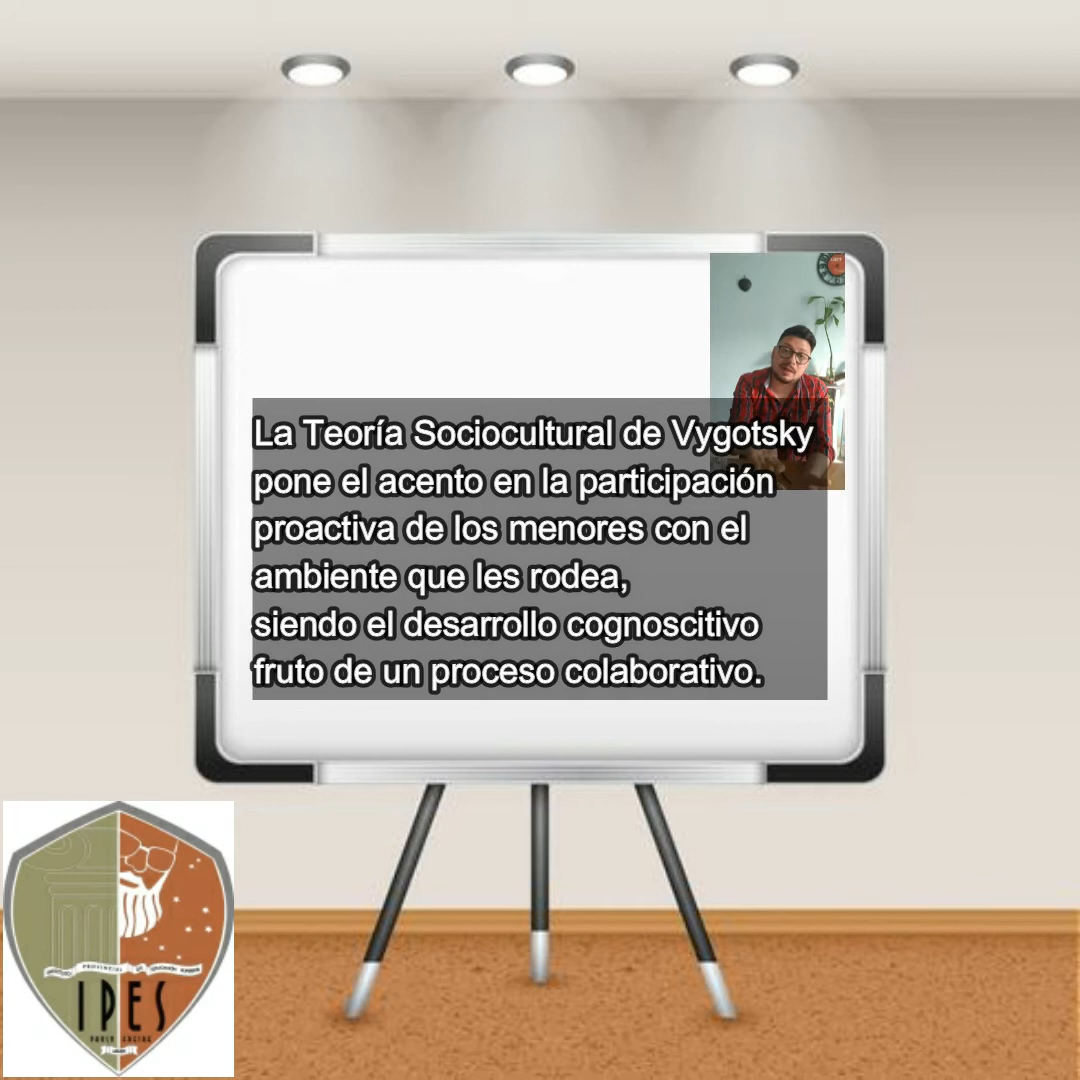 La Teoría Sociocultural de Vygotsky
pone el acento en la participación
proactiva de los menores con el
ambiente que les rodea,
siendo el desarrollo cognoscitivo
fruto de un proceso colaborativo.
IPES